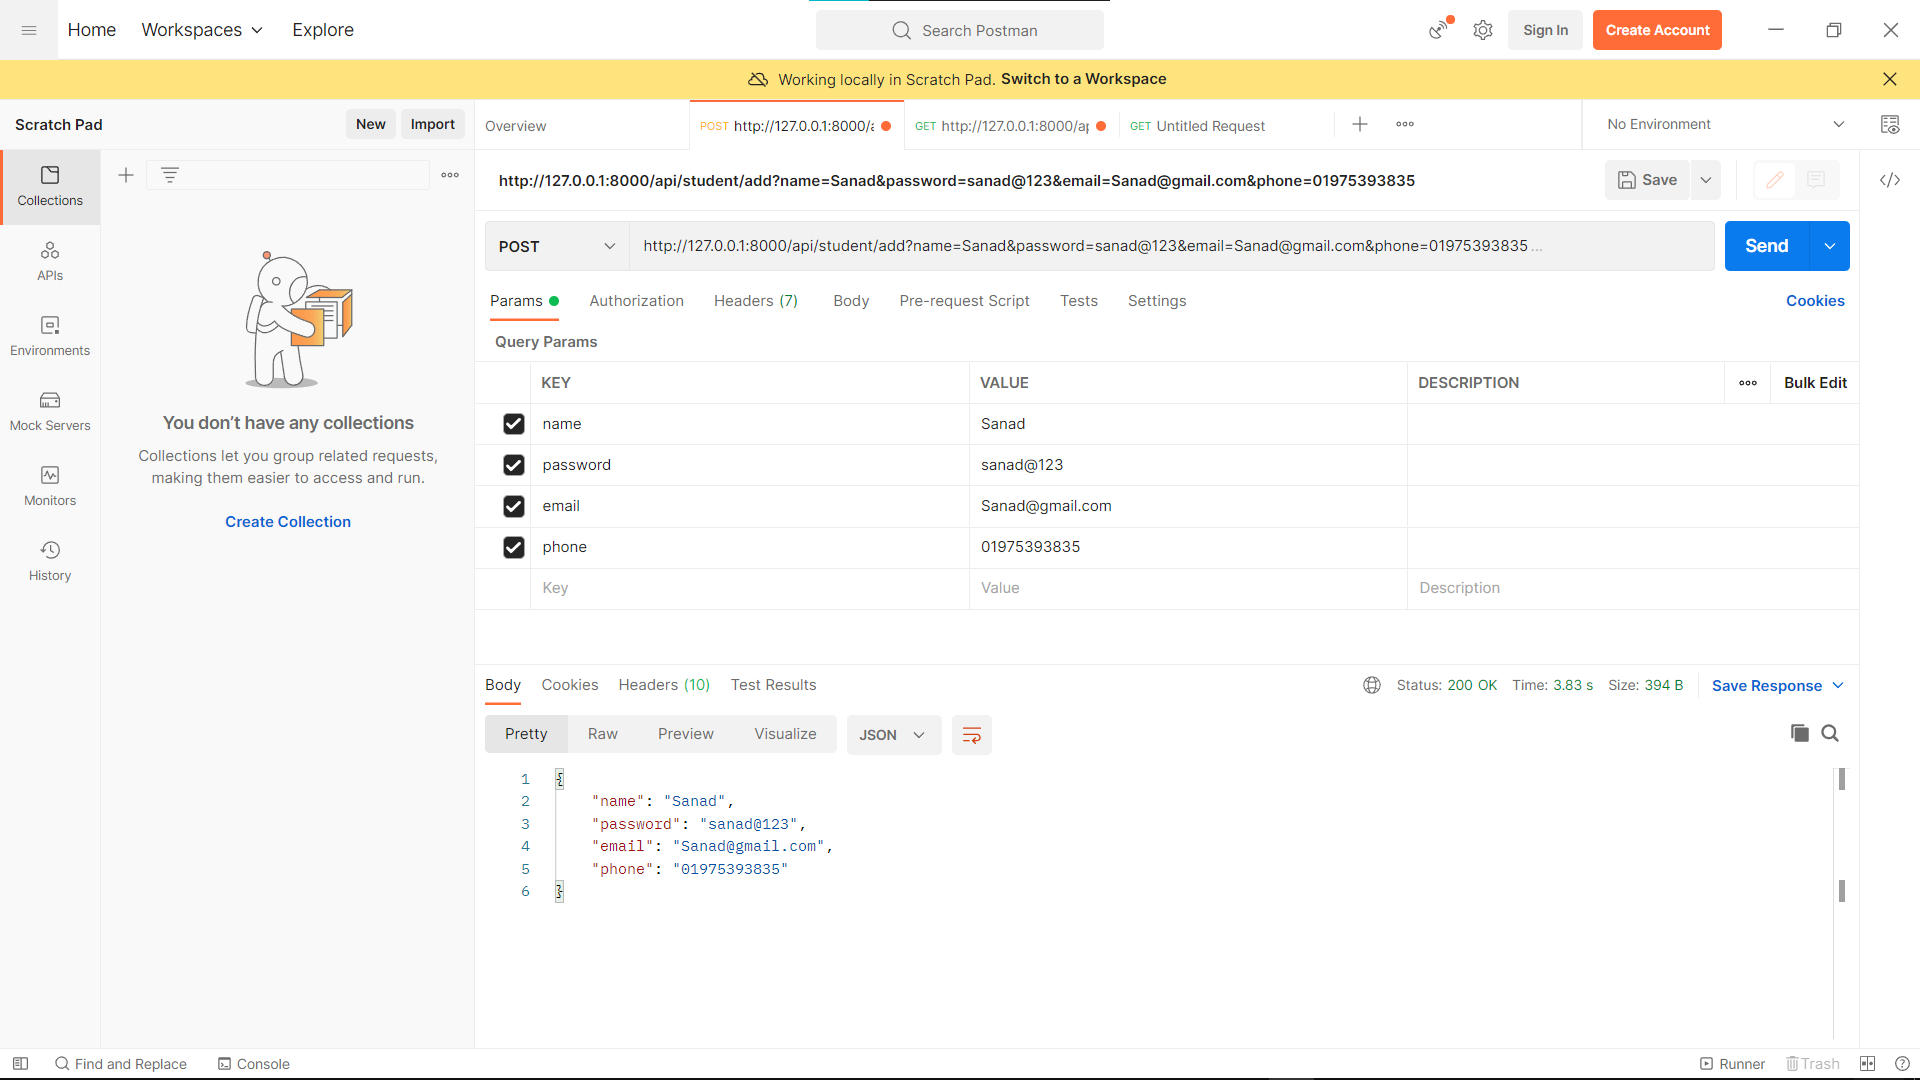 Home
Workspaces
Explore
Search Postman
Sign In
Create Account
Working locally in Scratch Pad. Switch to a Workspace
Scratch Pad
New
Import
Overview
POST http://127.0.0.1:8000/a
GET http://127.0.0.1:8000/ap
GET Untitled Request
No Environment
Collections
APIs
Environments
Mock Servers
Monitors
History
You don’t have any collections
Collections let you group related requests,
making them easier to access and run.
Create Collection
http://127.0.0.1:8000/api/student/add?name=Sanad&password=sanad@123&email=Sanad@gmail.com&phone=01975393835
Save
POST
http://127.0.0.1:8000/api/student/add?name=Sanad&password=sanad@123&email=Sanad@gmail.com&phone=01975393835...
Send
Params
Authorization
Headers (7)
Body
Pre-request Script
Tests
Settings
Cookies
Query Params
KEY VALUE DESCRIPTION
Bulk Edit
name Sanad
password sanad@123
email Sanad@gmail.com
phone 01975393835
Key Value Description
Body
Cookies
Headers (10)
Test Results
Status: 200 OK
Time: 3.83 s
Size: 394 B
Save Response
Pretty
Raw
Preview
Visualize
JSON
1 {
2 "name": "Sanad",
3 "password": "sanad@123",
4 "email": "Sanad@gmail.com",
5 "phone": "01975393835"
6 }
Find and Replace
Console
Runner
Trash